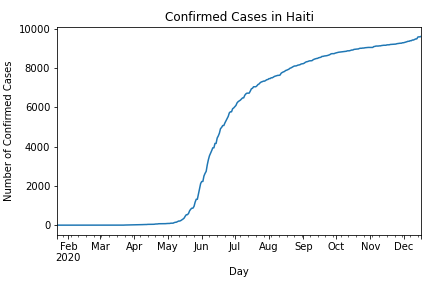 Confirmed Cases in Haiti
Number of Confirmed Cases
10000
8000
6000
4000
2000
0
Feb Mar Apr May Jun Jul Aug Sep Oct Nov Dec
2020
Day